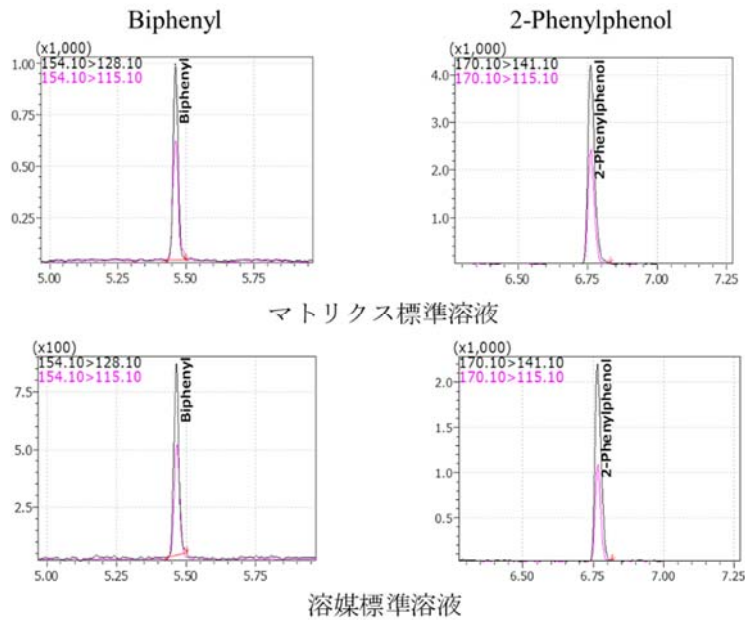 Biphenyl
2-Phenylphenol
(x1,000)
154.10>128.10
154.10>115.10
Biphenyl
1.00
0.75
0.50
0.25
5.00 5.25 5.50 5.75
(x1,000)
170.10>141.10
170.10>115.10
2-Phenylphenol
4.0
3.0
2.0
1.0
6.50 6.75 7.00 7.25
マトリクス標準溶液
(x100)
154.10>128.10
154.10>115.10
Biphenyl
7.5
5.0
2.5
5.00 5.25 5.50 5.75
(x1,000)
170.10>141.10
170.10>115.10
2-Phenylphenol
2.0
1.5
1.0
0.5
6.50 6.75 7.00 7.25
溶媒標準溶液